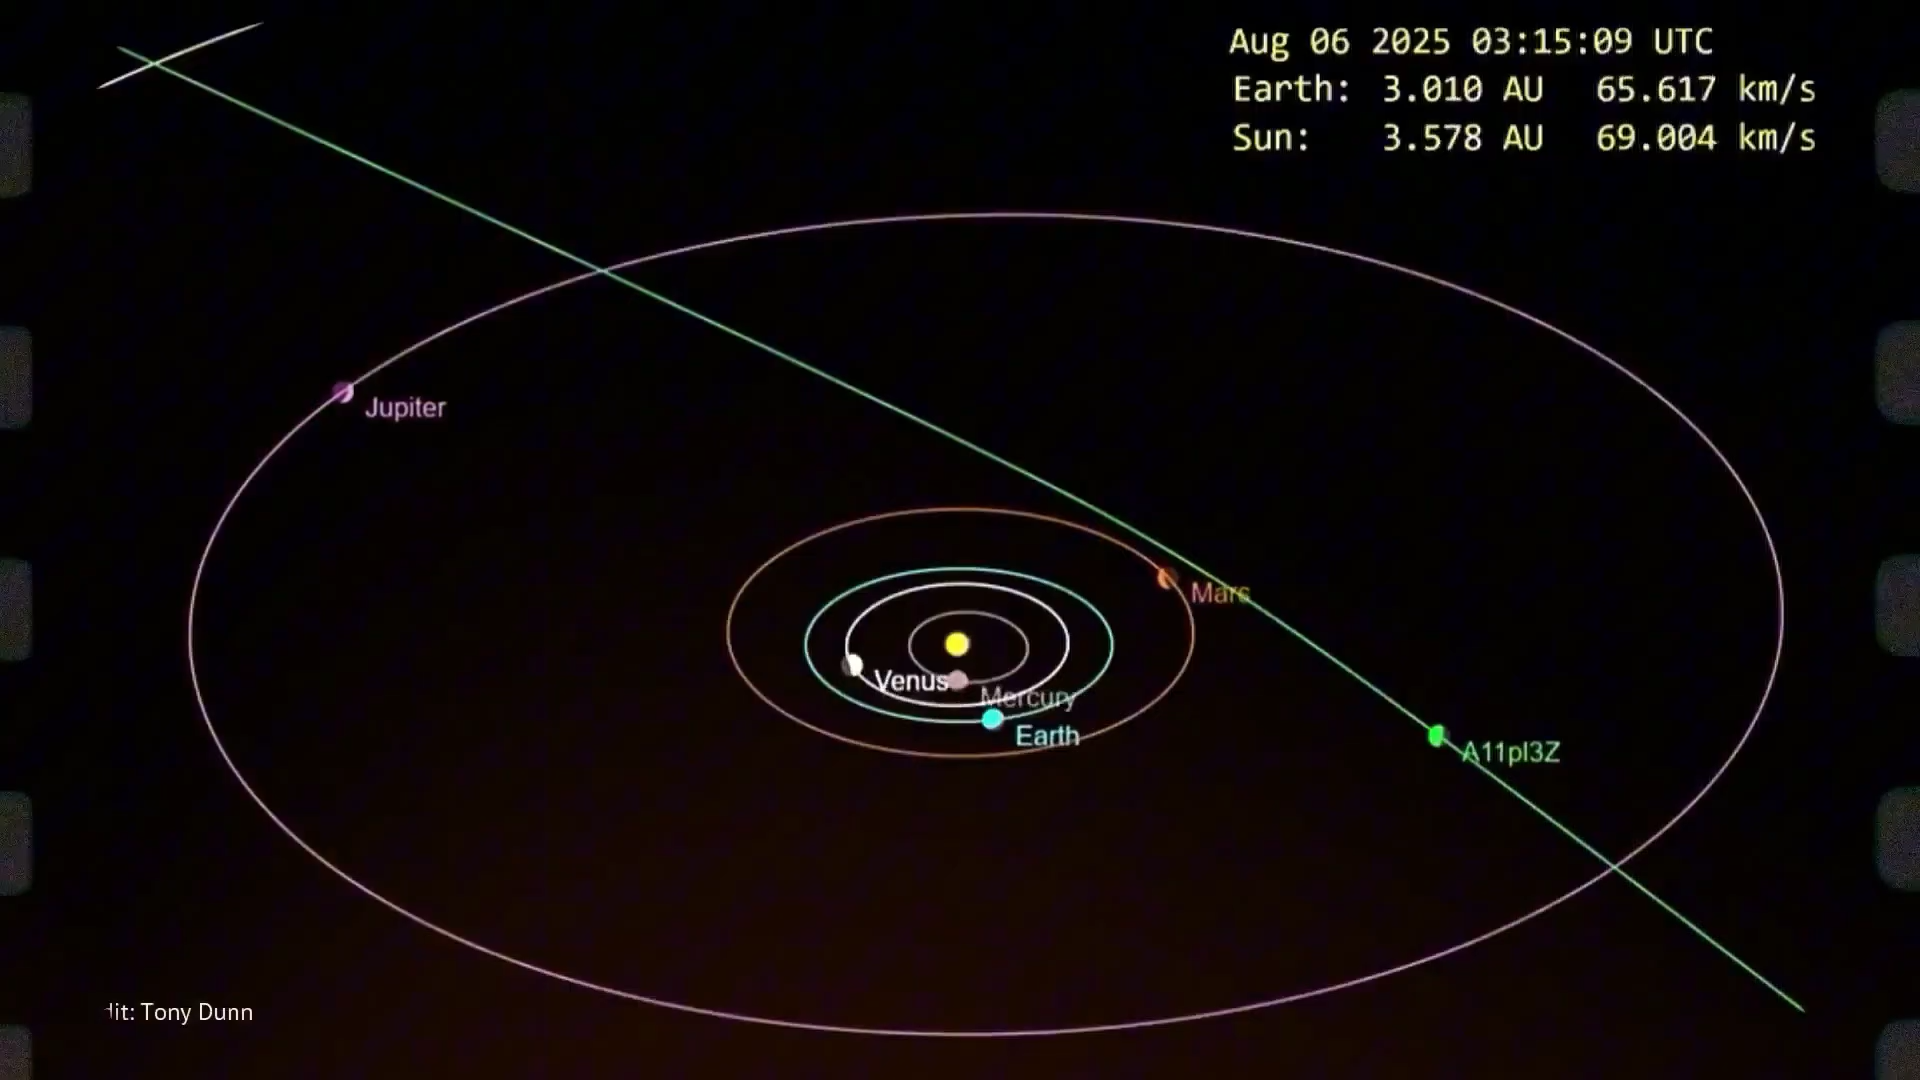 Aug 06 2025 03:15:09 UTC
Earth: 3.010 AU 65.617 km/s
Sun: 3.578 AU 69.004 km/s
Jupiter
Mars
Venus
Mercury
Earth
A11pl3Z
dit: Tony Dunn